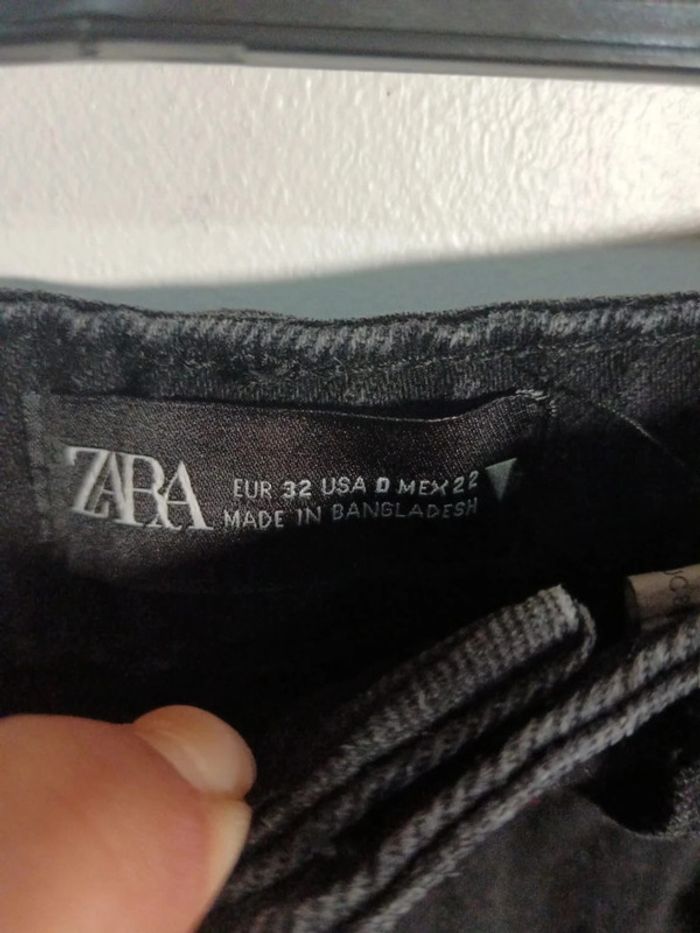 ZARA
EUR 32 USA 0 MEX 22
MADE IN BANGLADESH